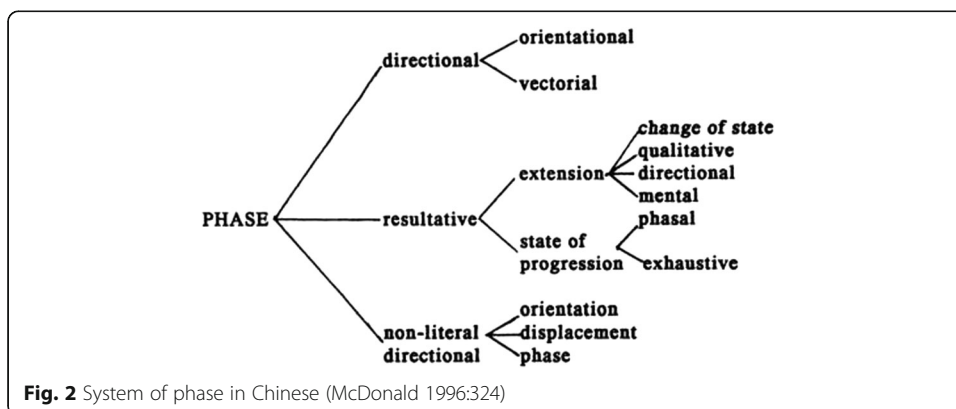 orientational
directional
vectorial
change of state
qualitative
extension
directional
mental
PHASE
resultative
phasal
state of
progression
exhaustive
orientation
non-literal
directional
displacement
phase
Fig. 2 System of phase in Chinese (McDonald 1996:324)